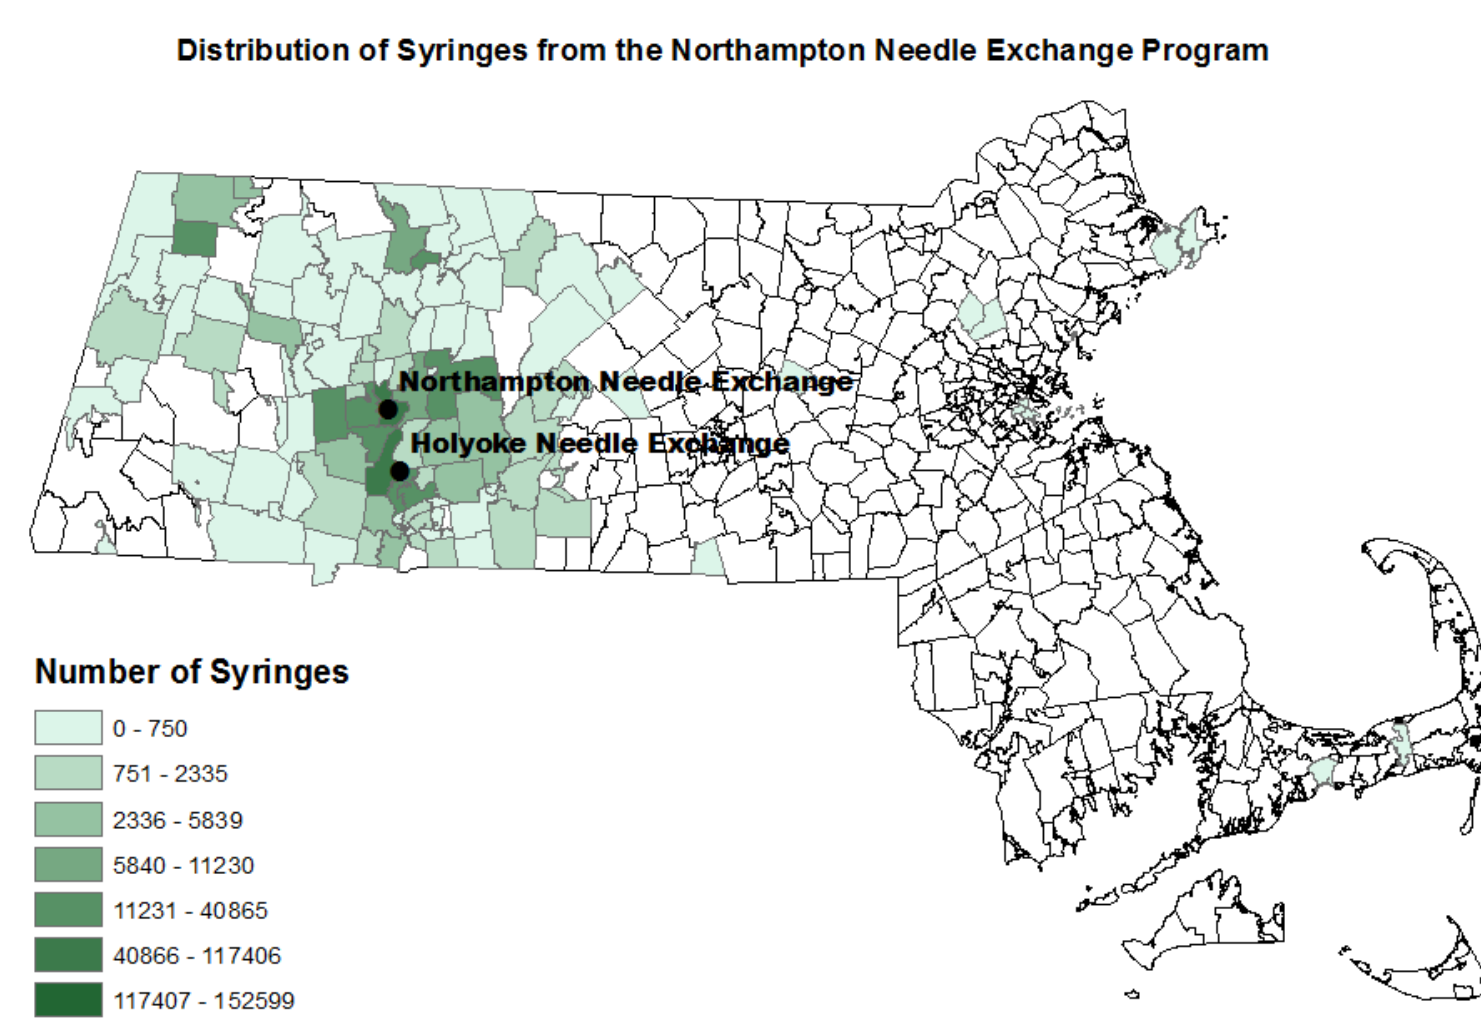 Distribution of Syringes from the Northampton Needle Exchange Program
Northampton Needle Exchange
Holyoke Needle Exchange
Number of Syringes
0 - 750
751 - 2335
2336 - 5839
5840 - 11230
11231 - 40865
40866 - 117406
117407 - 152599